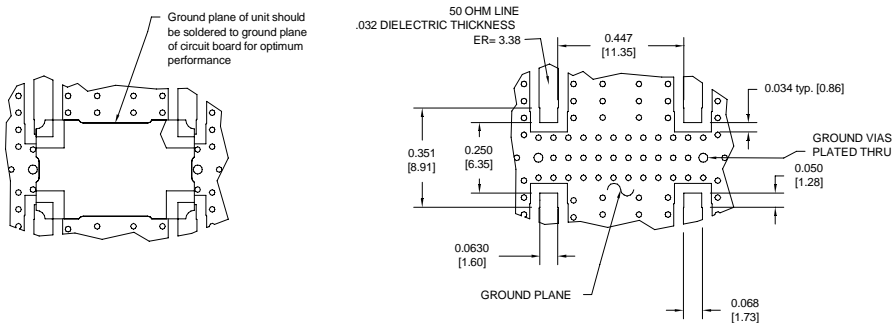 Ground plane of unit should
be soldered to ground plane
of circuit board for optimum
performance
50 OHM LINE
.032 DIELECTRIC THICKNESS
ER= 3.38
0.447
[11.35]
0.034 typ. [0.86]
GROUND VIAS
PLATED THRU
0.351
[8.91]
0.250
[6.35]
0.050
[1.28]
0.0630
[1.60]
GROUND PLANE
0.068
[1.73]